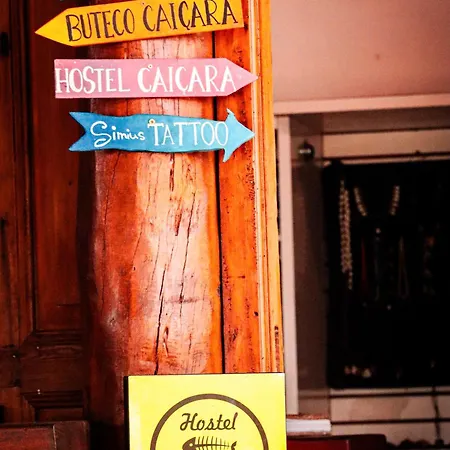 BUTECO CAIÇARA
HOSTEL CAIÇARA
Simius TATTOO
Hostel